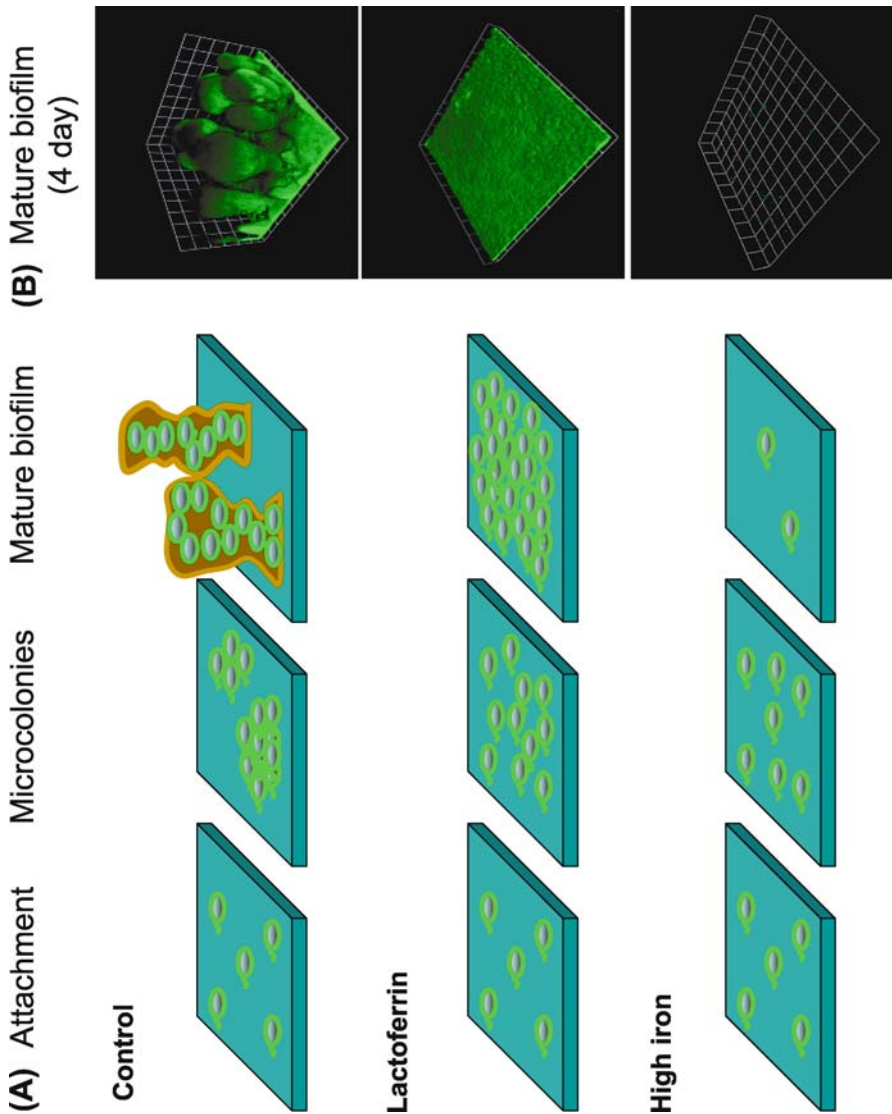 (A) Attachment
Microcolonies
Mature biofilm
(B) Mature biofilm
(4 day)
Control
Lactoferrin
High iron